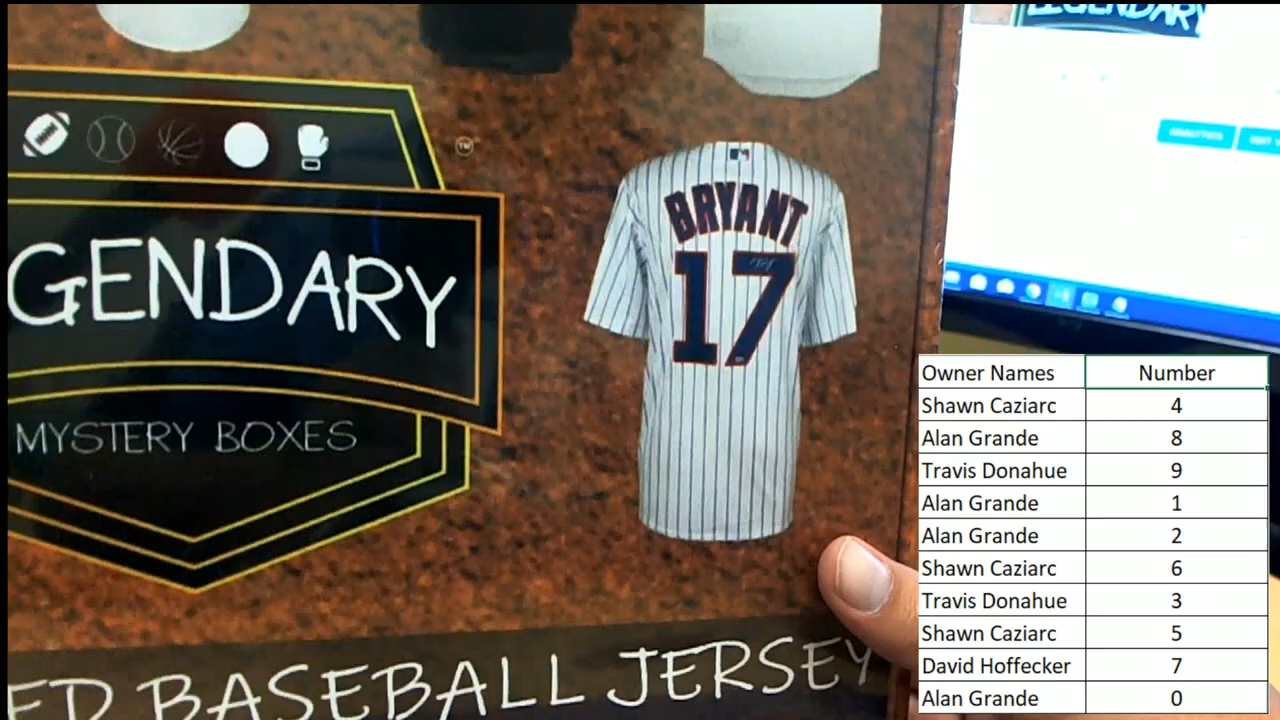 LEGENDARY
ANALYTICS
TM
GENDARY
MYSTERY BOXES
BRYANT
17
ED BASEBALL JERSEY
Owner Names Number
Shawn Caziarc 4
Alan Grande 8
Travis Donahue 9
Alan Grande 1
Alan Grande 2
Shawn Caziarc 6
Travis Donahue 3
Shawn Caziarc 5
David Hoffecker 7
Alan Grande 0